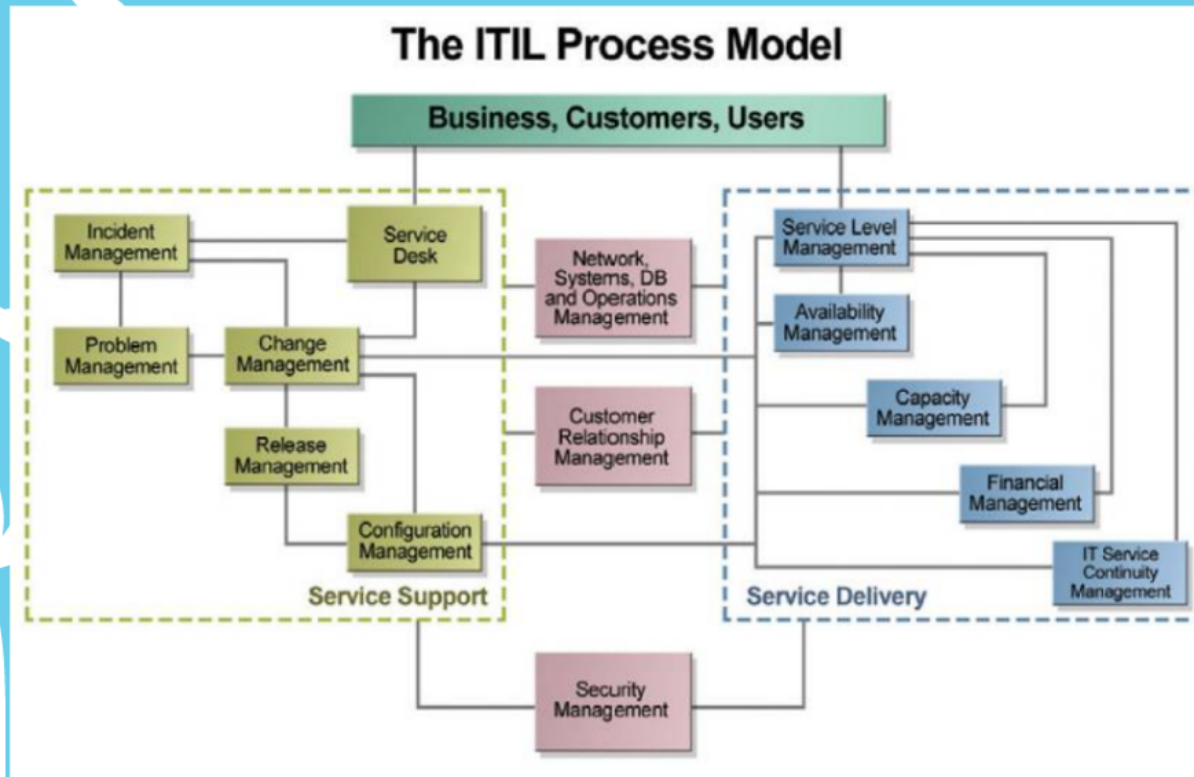 The ITIL Process Model
Business, Customers, Users
Incident
Management
Service
Desk
Problem
Management
Change
Management
Release
Management
Configuration
Management
Service Support
Network,
Systems, DB
and Operations
Management
Customer
Relationship
Management
Service Level
Management
Availability
Management
Capacity
Management
Financial
Management
IT Service
Continuity
Management
Service Delivery
Security
Management